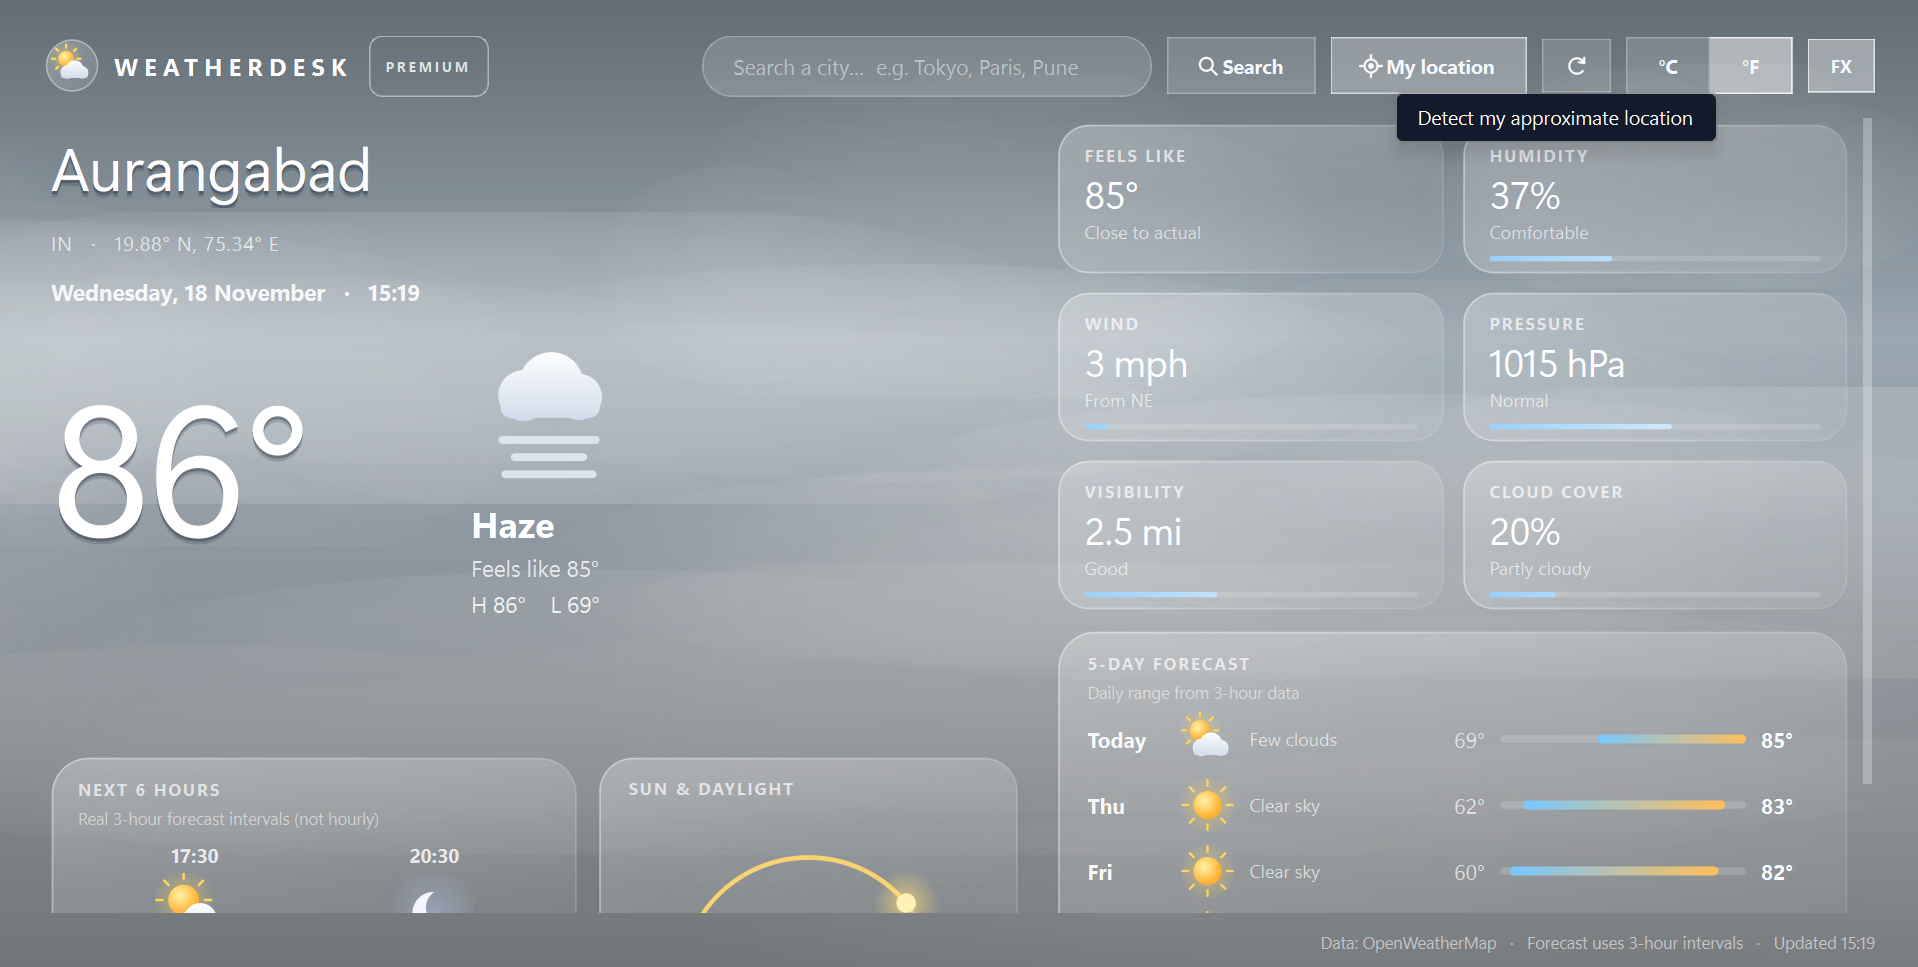 WEATHERDESK
PREMIUM
Search a city... e.g. Tokyo, Paris, Pune
Search
My location
°C
°F
FX
Detect my approximate location
Aurangabad
IN · 19.88° N, 75.34° E
Wednesday, 18 November · 15:19
86°
Haze
Feels like 85°
H 86° L 69°
FEELS LIKE
85°
Close to actual
HUMIDITY
37%
Comfortable
WIND
3 mph
From NE
PRESSURE
1015 hPa
Normal
VISIBILITY
2.5 mi
Good
CLOUD COVER
20%
Partly cloudy
5-DAY FORECAST
Daily range from 3-hour data
Today Few clouds 69° 85°
Thu Clear sky 62° 83°
Fri Clear sky 60° 82°
NEXT 6 HOURS
Real 3-hour forecast intervals (not hourly)
17:30 20:30
SUN & DAYLIGHT
Data: OpenWeatherMap · Forecast uses 3-hour intervals · Updated 15:19